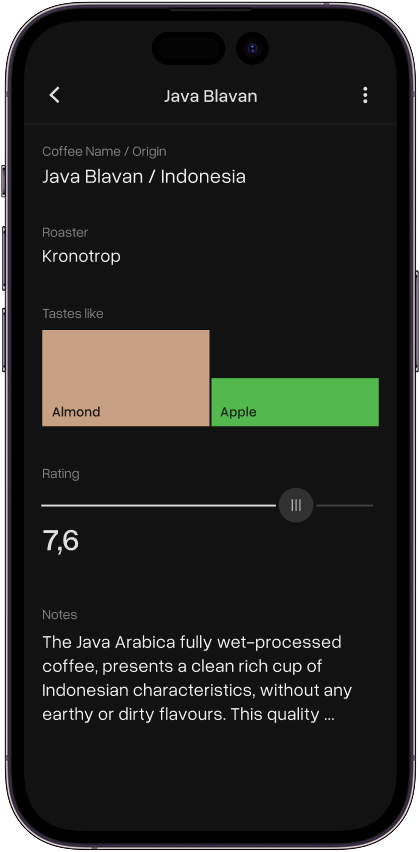 Java Blavan
Coffee Name / Origin
Java Blavan / Indonesia
Roaster
Kronotrop
Tastes like
Almond
Apple
Rating
7,6
Notes
The Java Arabica fully wet-processed
coffee, presents a clean rich cup of
Indonesian characteristics, without any
earthy or dirty flavours. This quality ...